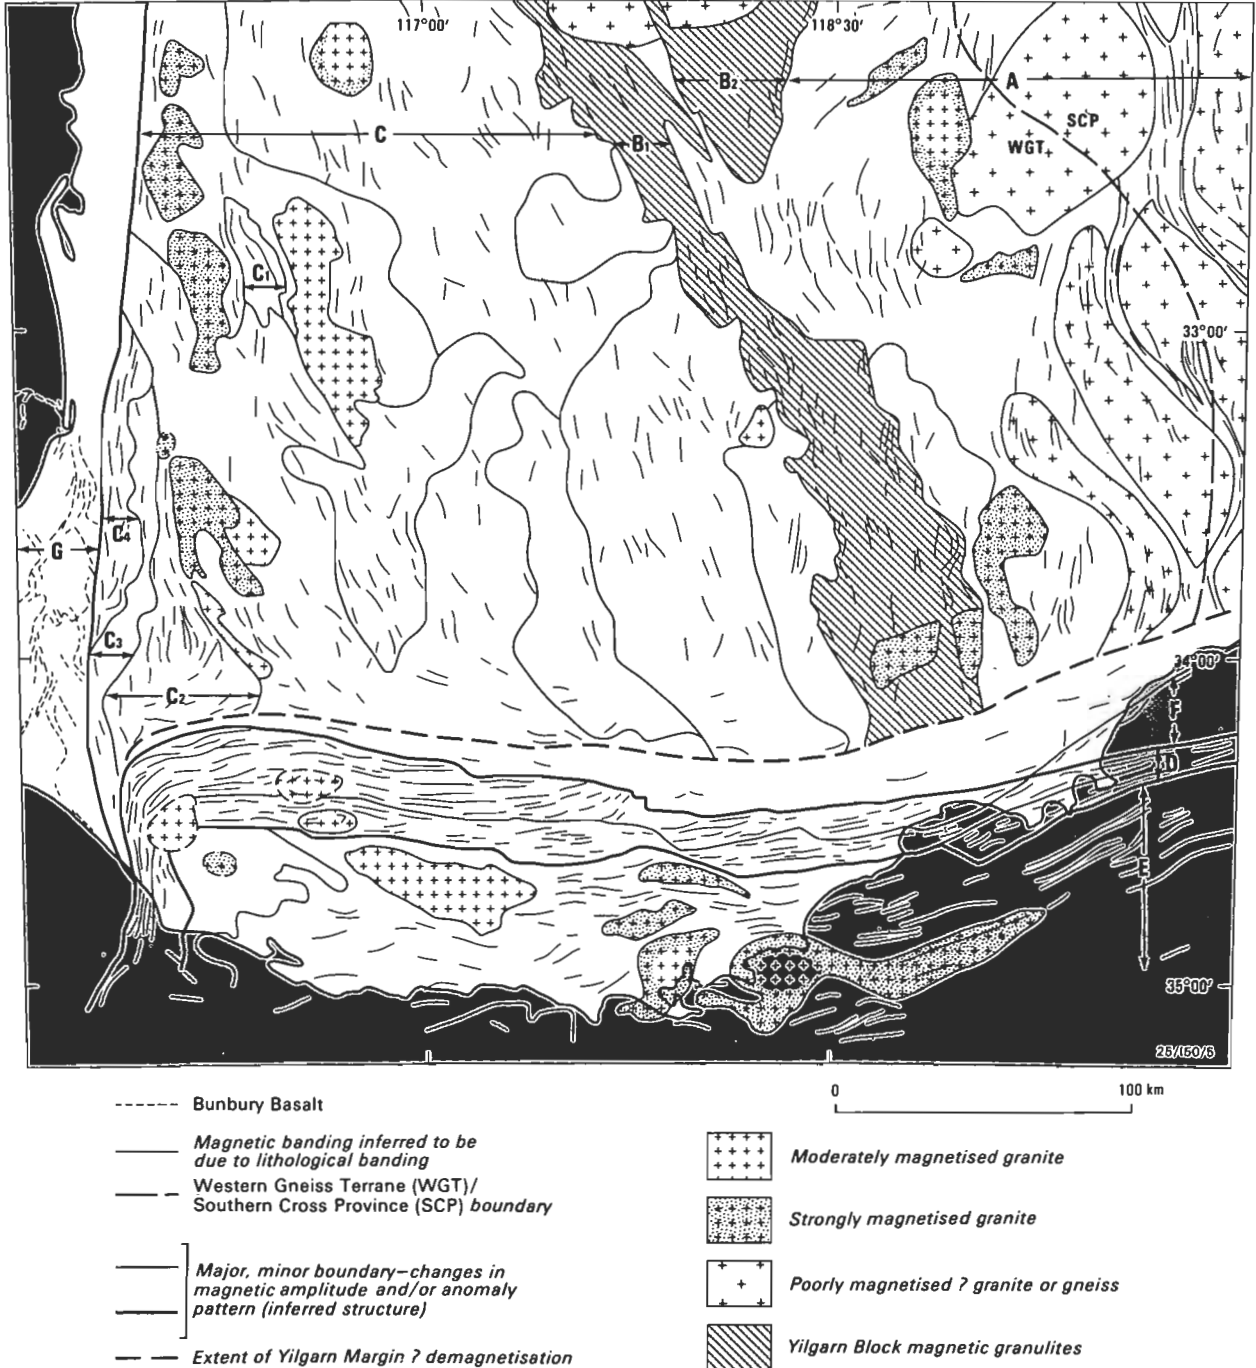 117°00'
118°30'
B₂
A
C
B₁
SCP
WGT
C₁
33°00'
C₄
G
C₃
C₂
34°00'
F
D
E
35°00'
25/I50/5
0 100 km
Bunbury Basalt
Magnetic banding inferred to be
due to lithological banding
Western Gneiss Terrane (WGT)/
Southern Cross Province (SCP) boundary
Major, minor boundary—changes in
magnetic amplitude and/or anomaly
pattern (inferred structure)
Extent of Yilgarn Margin ? demagnetisation
Moderately magnetised granite
Strongly magnetised granite
Poorly magnetised ? granite or gneiss
Yilgarn Block magnetic granulites